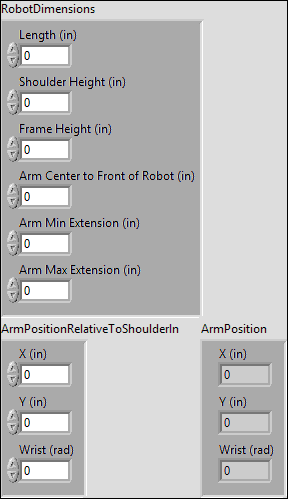 RobotDimensions
Length (in)
0
Shoulder Height (in)
0
Frame Height (in)
0
Arm Center to Front of Robot (in)
0
Arm Min Extension (in)
0
Arm Max Extension (in)
0
ArmPositionRelativeToShoulderIn
X (in)
0
Y (in)
0
Wrist (rad)
0
ArmPosition
X (in)
0
Y (in)
0
Wrist (rad)
0